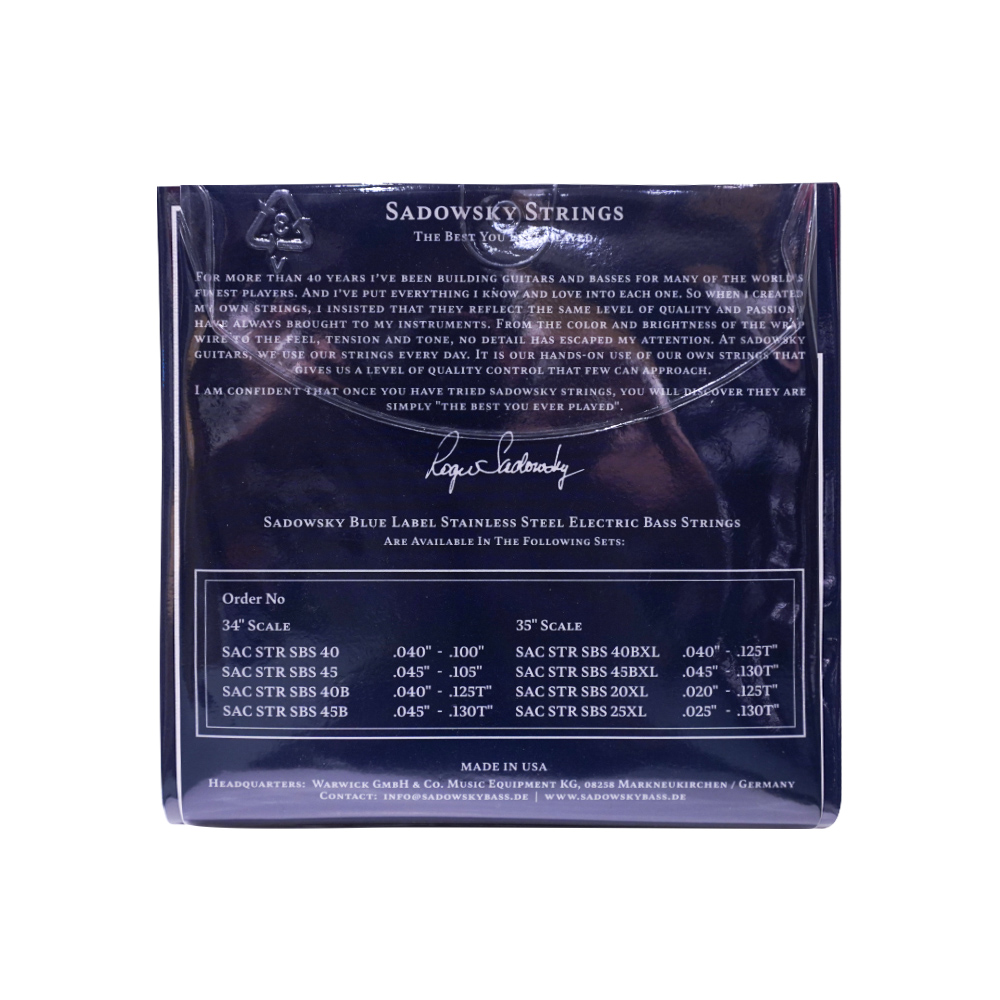 3
V
SADOWSKY STRINGS
THE BEST YOU EVER PLAYED
FOR MORE THAN 40 YEARS I'VE BEEN BUILDING GUITARS AND BASSES FOR MANY OF THE WORLD'S
FINEST PLAYERS. AND I'VE PUT EVERYTHING I KNOW AND LOVE INTO EACH ONE. SO WHEN I CREATED
MY OWN STRINGS, I INSISTED THAT THEY REFLECT THE SAME LEVEL OF QUALITY AND PASSION I
HAVE ALWAYS BROUGHT TO MY INSTRUMENTS. FROM THE COLOR AND BRIGHTNESS OF THE WRAP
WIRE TO THE FEEL, TENSION AND TONE, NO DETAIL HAS ESCAPED MY ATTENTION. AT SADOWSKY
GUITARS, WE USE OUR STRINGS EVERY DAY. IT IS OUR HANDS-ON USE OF OUR OWN STRINGS THAT
GIVES US A LEVEL OF QUALITY CONTROL THAT FEW CAN APPROACH.
I AM CONFIDENT THAT ONCE YOU HAVE TRIED SADOWSKY STRINGS, YOU WILL DISCOVER THEY ARE
SIMPLY "THE BEST YOU EVER PLAYED".
Roger Sadowsky
SADOWSKY BLUE LABEL STAINLESS STEEL ELECTRIC BASS STRINGS
ARE AVAILABLE IN THE FOLLOWING SETS:
Order No
34" SCALE 35" SCALE
SAC STR SBS 40 .040" - .100" SAC STR SBS 40BXL .040" - .125T"
SAC STR SBS 45 .045" - .105" SAC STR SBS 45BXL .045" - .130T"
SAC STR SBS 40B .040" - .125T" SAC STR SBS 20XL .020" - .125T"
SAC STR SBS 45B .045" - .130T" SAC STR SBS 25XL .025" - .130T"
MADE IN USA
HEADQUARTERS: WARWICK GMBH & CO. MUSIC EQUIPMENT KG, 08258 MARKNEUKIRCHEN / GERMANY
CONTACT: INFO@SADOWSKYBASS.DE | WWW.SADOWSKYBASS.DE